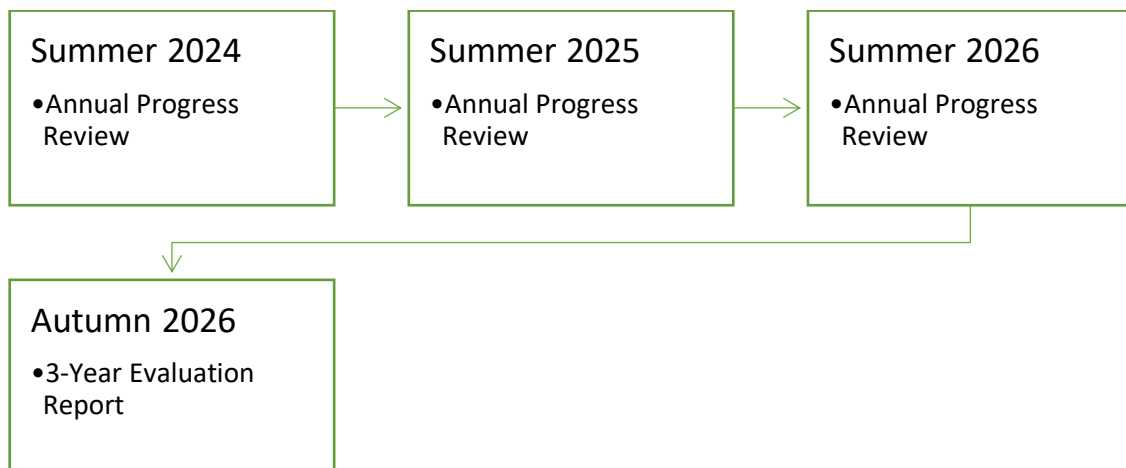 Summer 2024
•Annual Progress
Review
Summer 2025
•Annual Progress
Review
Summer 2026
•Annual Progress
Review
Autumn 2026
•3-Year Evaluation
Report